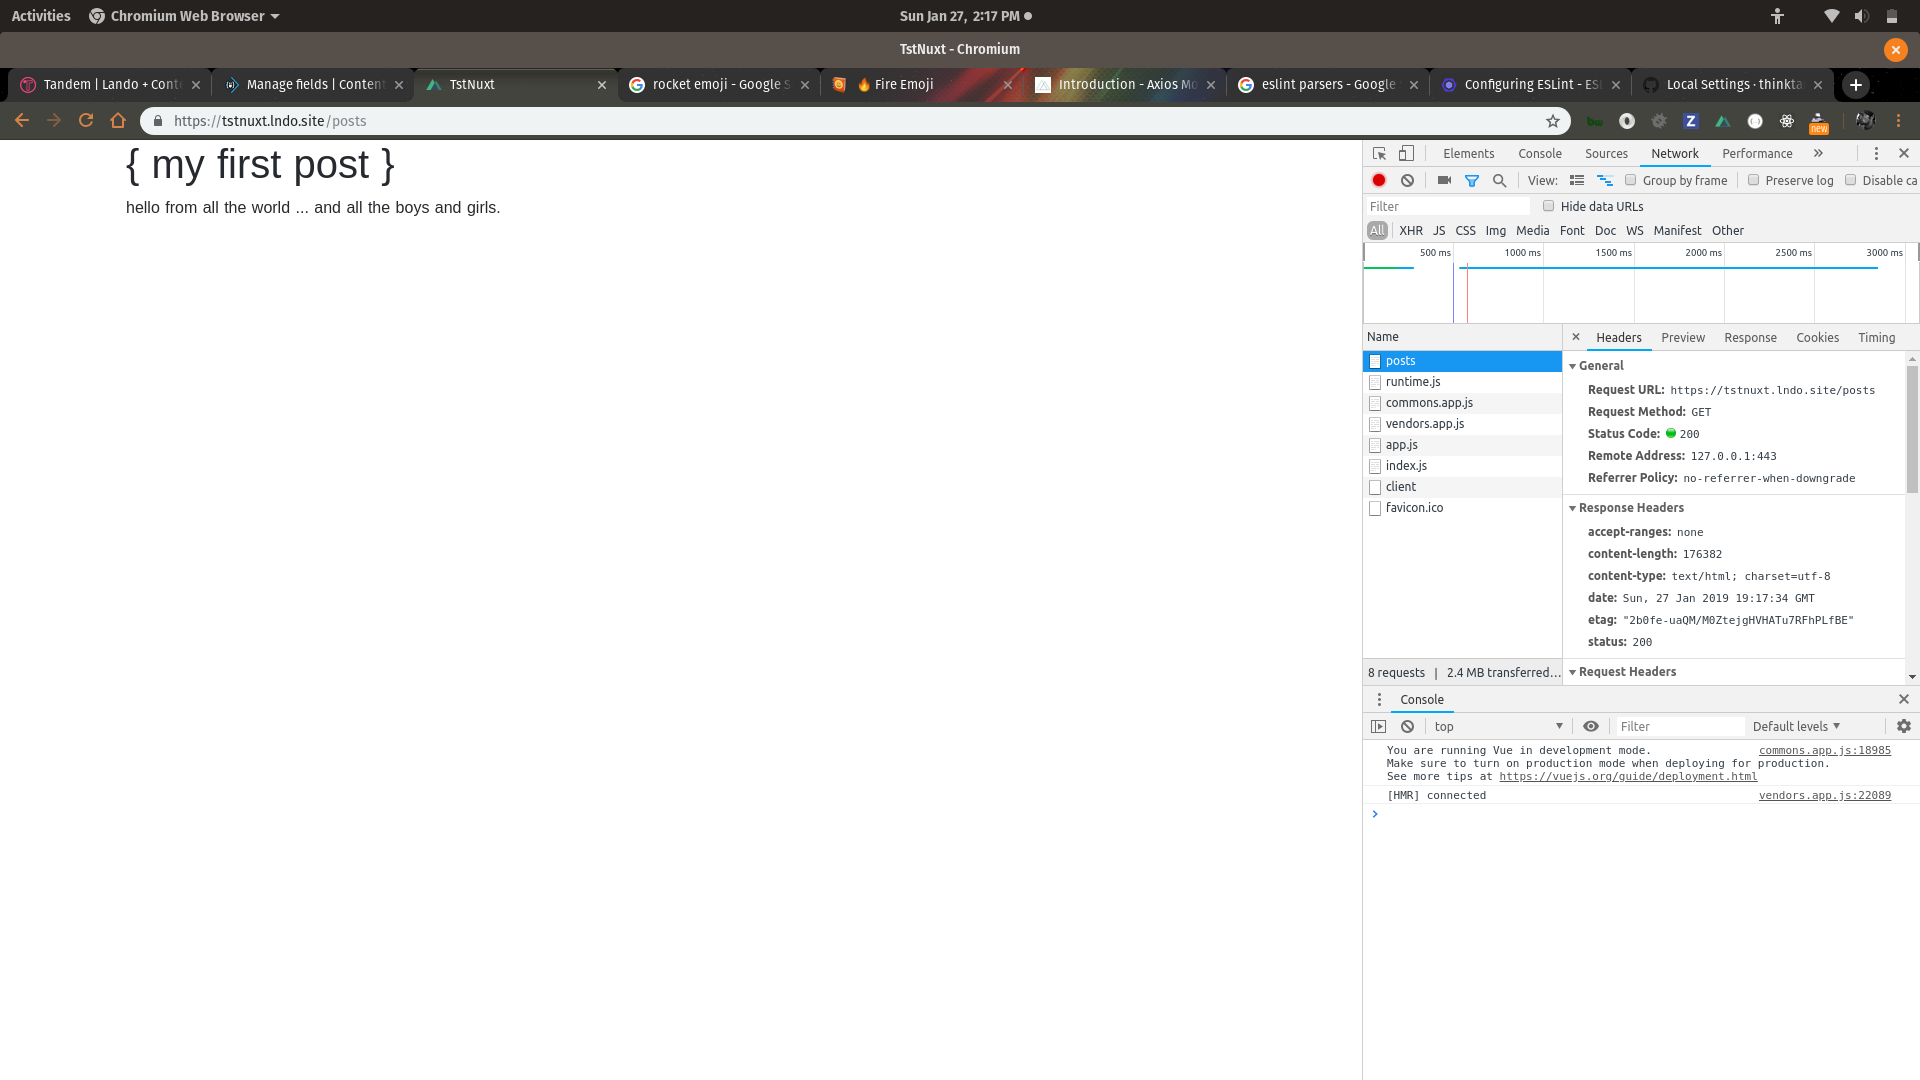 Activities
Chromium Web Browser
Sun Jan 27, 2:17 PM
TstNuxt - Chromium
Tandem | Lando + Conte
Manage fields | Content
TstNuxt
rocket emoji - Google S
Fire Emoji
Introduction - Axios Mo
eslint parsers - Google
Configuring ESLint - ESL
Local Settings · thinkta
https://tstnuxt.lndo.site/posts
Z
new
{ my first post }
hello from all the world ... and all the boys and girls.
Elements Console Sources Network Performance »
View: Group by frame Preserve log Disable ca
Filter Hide data URLs
All XHR JS CSS Img Media Font Doc WS Manifest Other
500 ms 1000 ms 1500 ms 2000 ms 2500 ms 3000 ms
Name
posts
runtime.js
commons.app.js
vendors.app.js
app.js
index.js
client
favicon.ico
8 requests | 2.4 MB transferred...
Headers Preview Response Cookies Timing
General
Request URL: https://tstnuxt.lndo.site/posts
Request Method: GET
Status Code: 200
Remote Address: 127.0.0.1:443
Referrer Policy: no-referrer-when-downgrade
Response Headers
accept-ranges: none
content-length: 176382
content-type: text/html; charset=utf-8
date: Sun, 27 Jan 2019 19:17:34 GMT
etag: "2b0fe-uaQM/M0ZtejgHVHATu7RFhPLfBE"
status: 200
Request Headers
Console
top Filter Default levels
You are running Vue in development mode. commons.app.js:18985
Make sure to turn on production mode when deploying for production.
See more tips at https://vuejs.org/guide/deployment.html
[HMR] connected vendors.app.js:22089